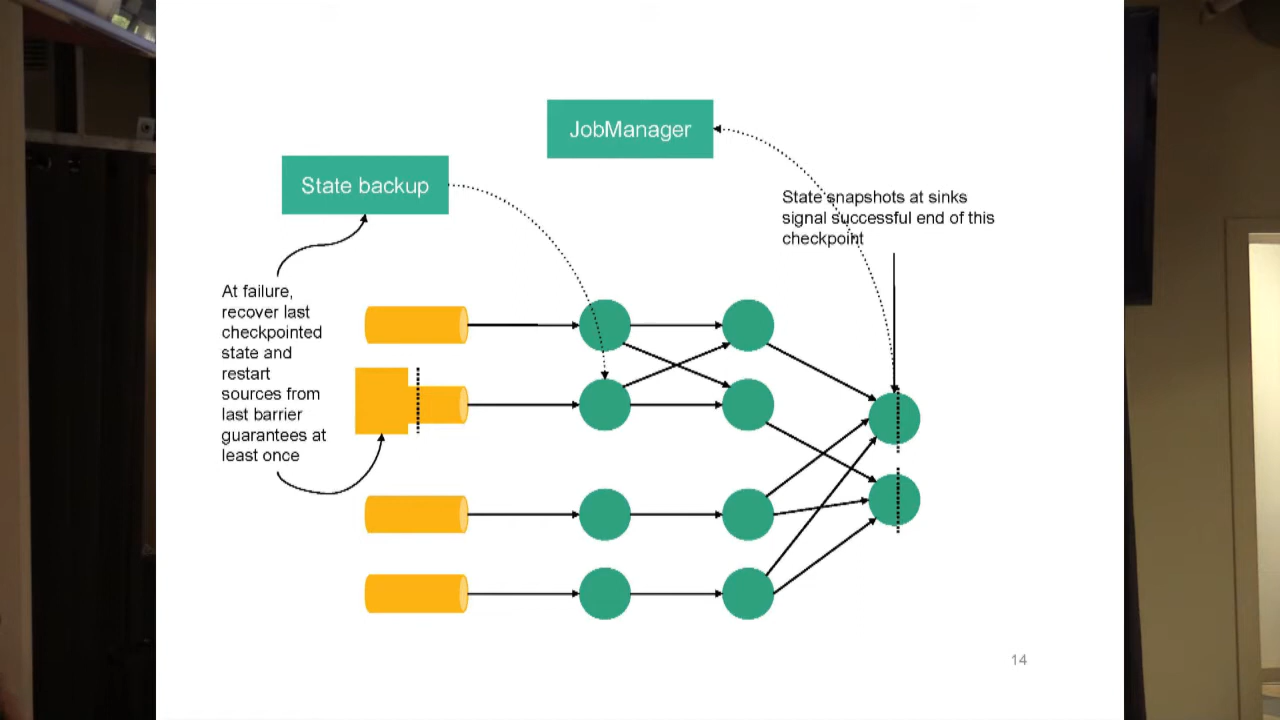 JobManager
State backup
State snapshots at sinks
signal successful end of this
checkpoint
At failure,
recover last
checkpointed
state and
restart
sources from
last barrier
guarantees at
least once
14